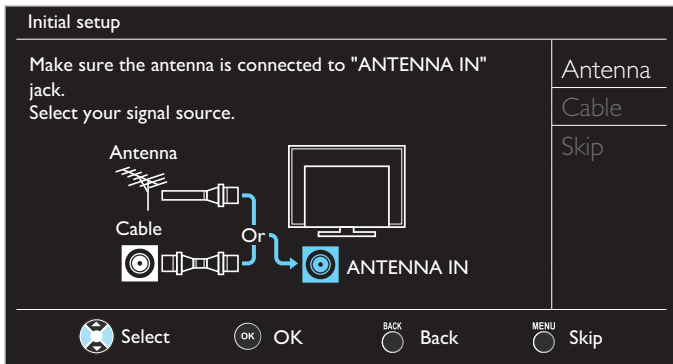 Initial setup
Make sure the antenna is connected to "ANTENNA IN"
jack.
Select your signal source.
Antenna
Cable
Skip
Antenna
Cable
Or
ANTENNA IN
Select
OK OK
BACK Back
MENU Skip